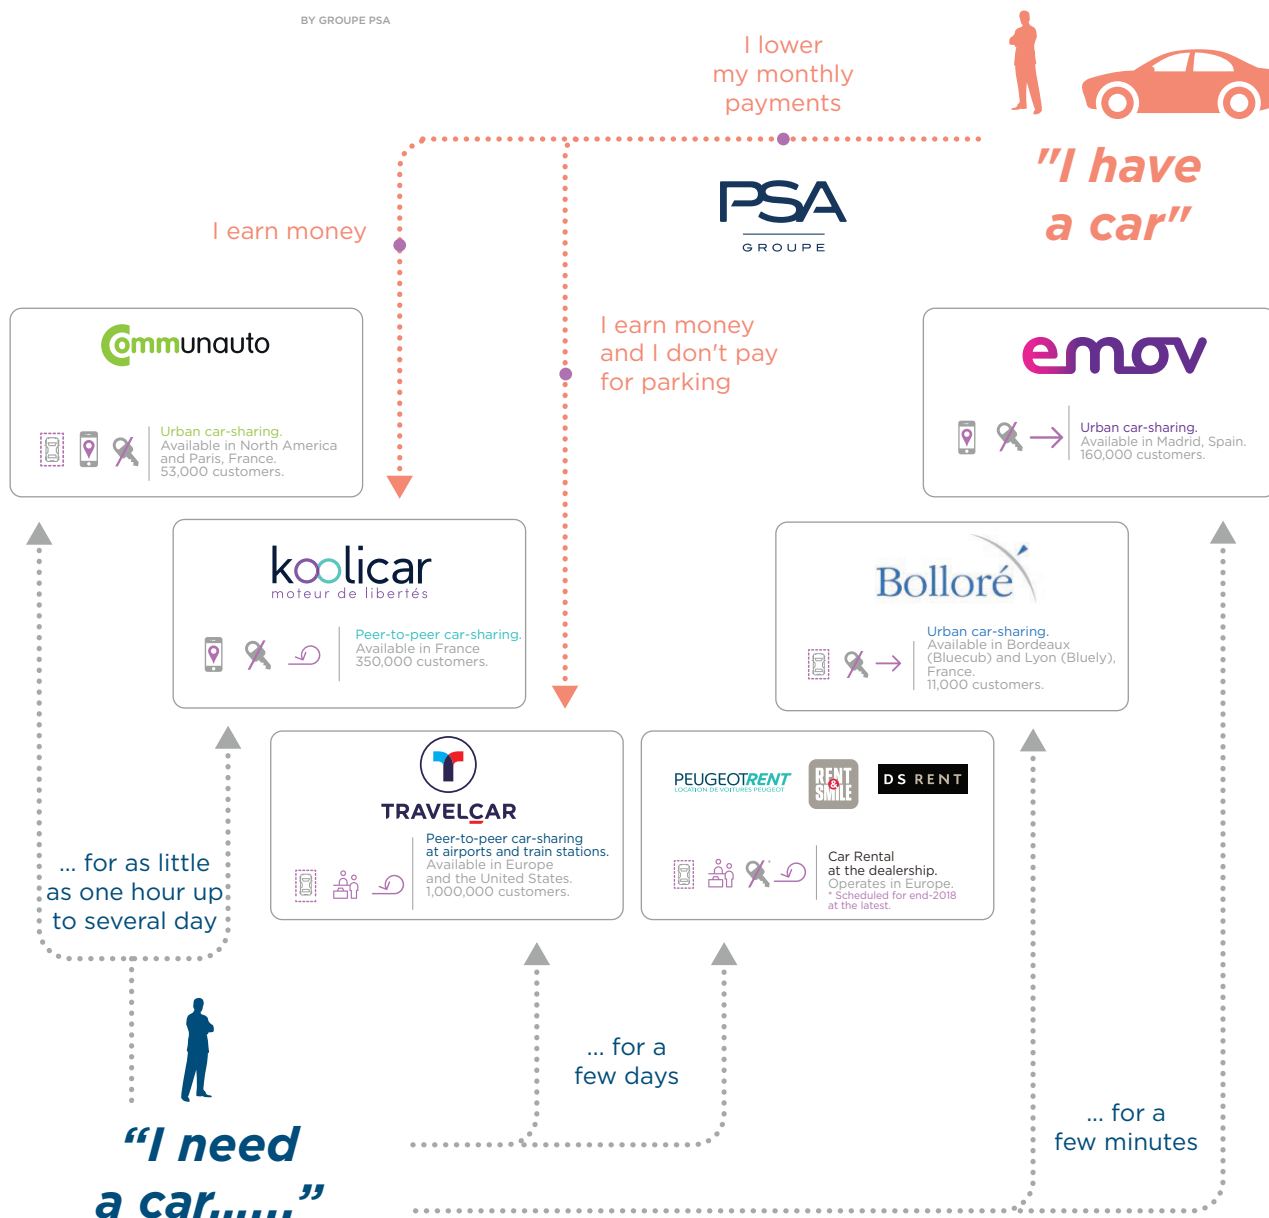 BY GROUPE PSA
I lower
my monthly
payments
"I have
a car"
PSA
GROUPE
I earn money
I earn money
and I don't pay
for parking
Communauto
Urban car-sharing.
Available in North America
and Paris, France.
53,000 customers.
emov
Urban car-sharing.
Available in Madrid, Spain.
160,000 customers.
koolicar
moteur de libertés
Peer-to-peer car-sharing.
Available in France
350,000 customers.
Bolloré
Urban car-sharing.
Available in Bordeaux
(Bluecub) and Lyon (Bluely),
France.
11,000 customers.
TRAVELCAR
Peer-to-peer car-sharing
at airports and train stations.
Available in Europe
and the United States.
1,000,000 customers.
PEUGEOTRENT
LOCATION DE VOITURES PEUGEOT
RENT
&
SMILE
DS RENT
*
Car Rental
at the dealership.
Operates in Europe.
* Scheduled for end-2018
at the latest.
... for as little
as one hour up
to several day
... for a
few days
... for a
few minutes
“I need
a car......”